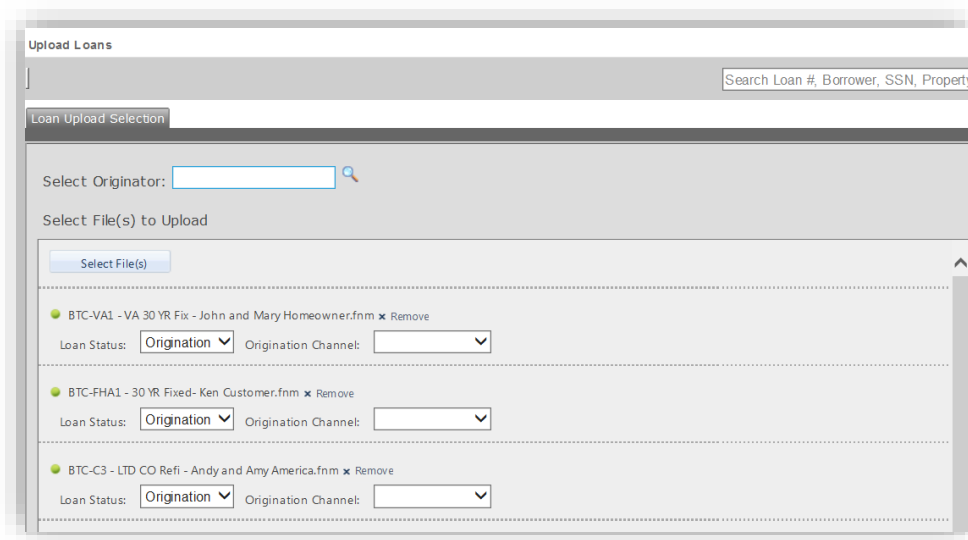 Upload Loans
Search Loan #, Borrower, SSN, Property
Loan Upload Selection
Select Originator:
Select File(s) to Upload
Select File(s)
BTC-VA1 - VA 30 YR Fix - John and Mary Homeowner.fnm x Remove
Loan Status: Origination Origination Channel:
BTC-FHA1 - 30 YR Fixed- Ken Customer.fnm x Remove
Loan Status: Origination Origination Channel:
BTC-C3 - LTD CO Refi - Andy and Amy America.fnm x Remove
Loan Status: Origination Origination Channel: